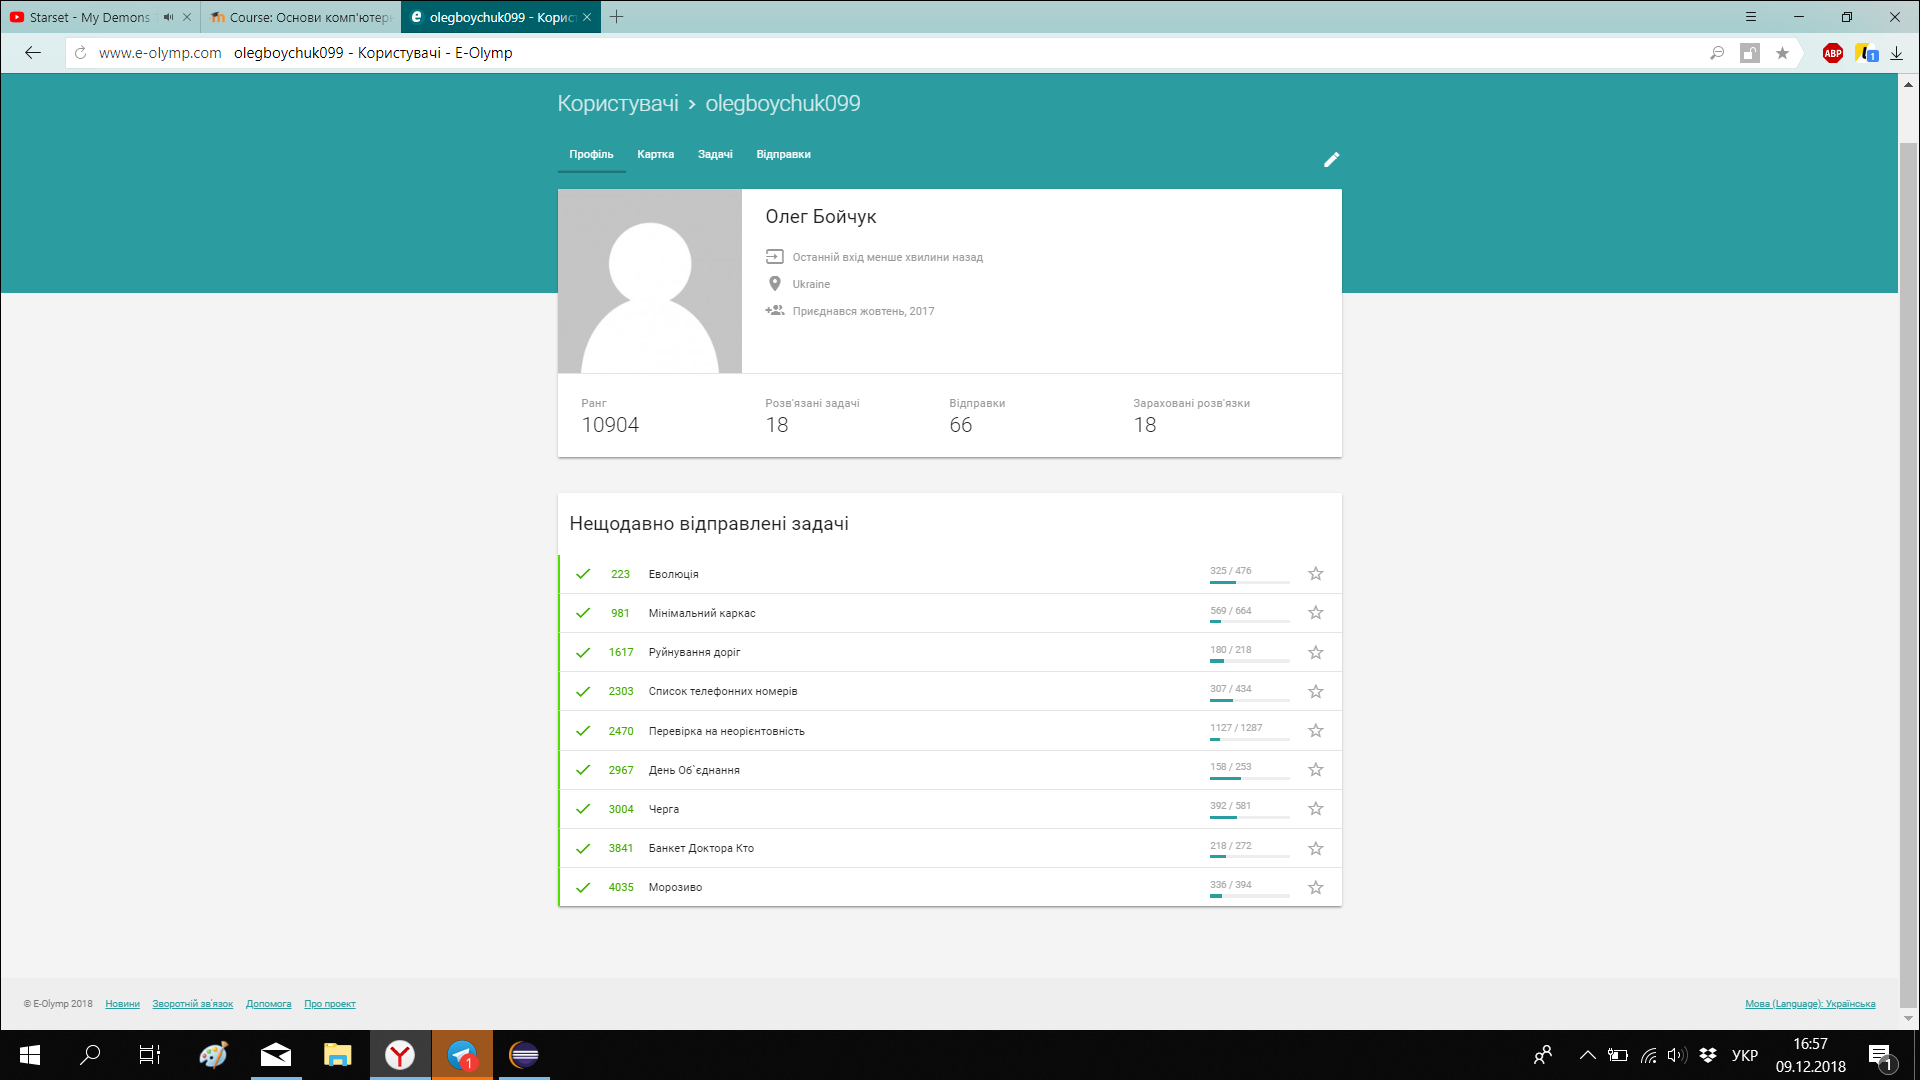 Starset - My Demons
Course: Основи комп'ютерн
olegboychuk099 - Корист
www.e-olymp.com olegboychuk099 - Користувачі - E-Olymp
ABP
1
Користувачі › olegboychuk099
Профіль Картка Задачі Відправки
Олег Бойчук
Останній вхід менше хвилини назад
Ukraine
Приєднався жовтень, 2017
Ранг Розв'язані задачі Відправки Зараховані розв'язки
10904 18 66 18
Нещодавно відправлені задачі
223 Еволюція 325 / 476
981 Мінімальний каркас 569 / 664
1617 Руйнування доріг 180 / 218
2303 Список телефонних номерів 307 / 434
2470 Перевірка на неорієнтовність 1127 / 1287
2967 День Об`єднання 158 / 253
3004 Черга 392 / 581
3841 Банкет Доктора Кто 218 / 272
4035 Морозиво 336 / 394
© E-Olymp 2018 Новини Зворотній зв'язок Допомога Про проект Мова (Language): Українська
1
УКР
16:57
09.12.2018
1